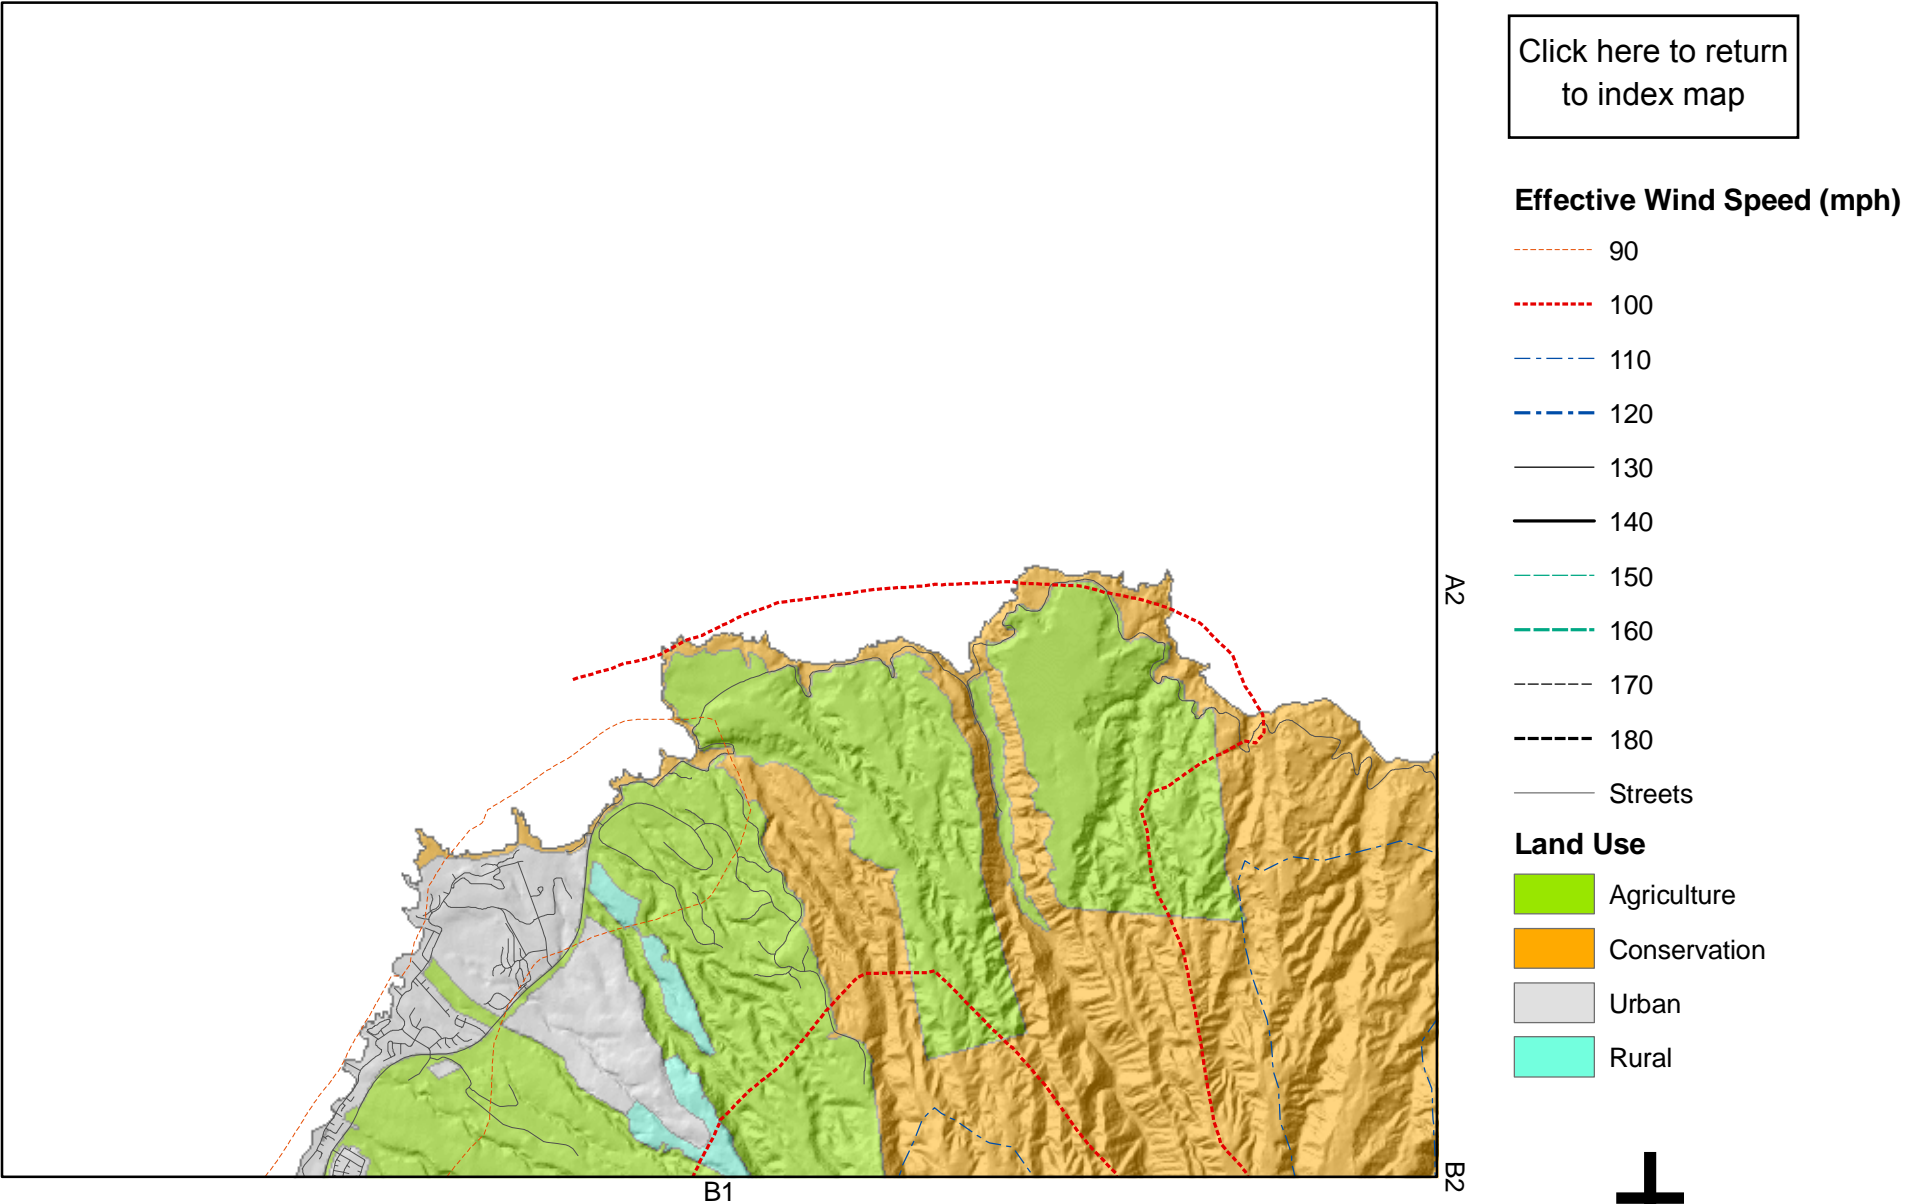 Click here to return
to index map
Effective Wind Speed (mph)
90
100
110
120
130
140
150
160
170
180
Streets
Land Use
Agriculture
Conservation
Urban
Rural
A2
B2
B1